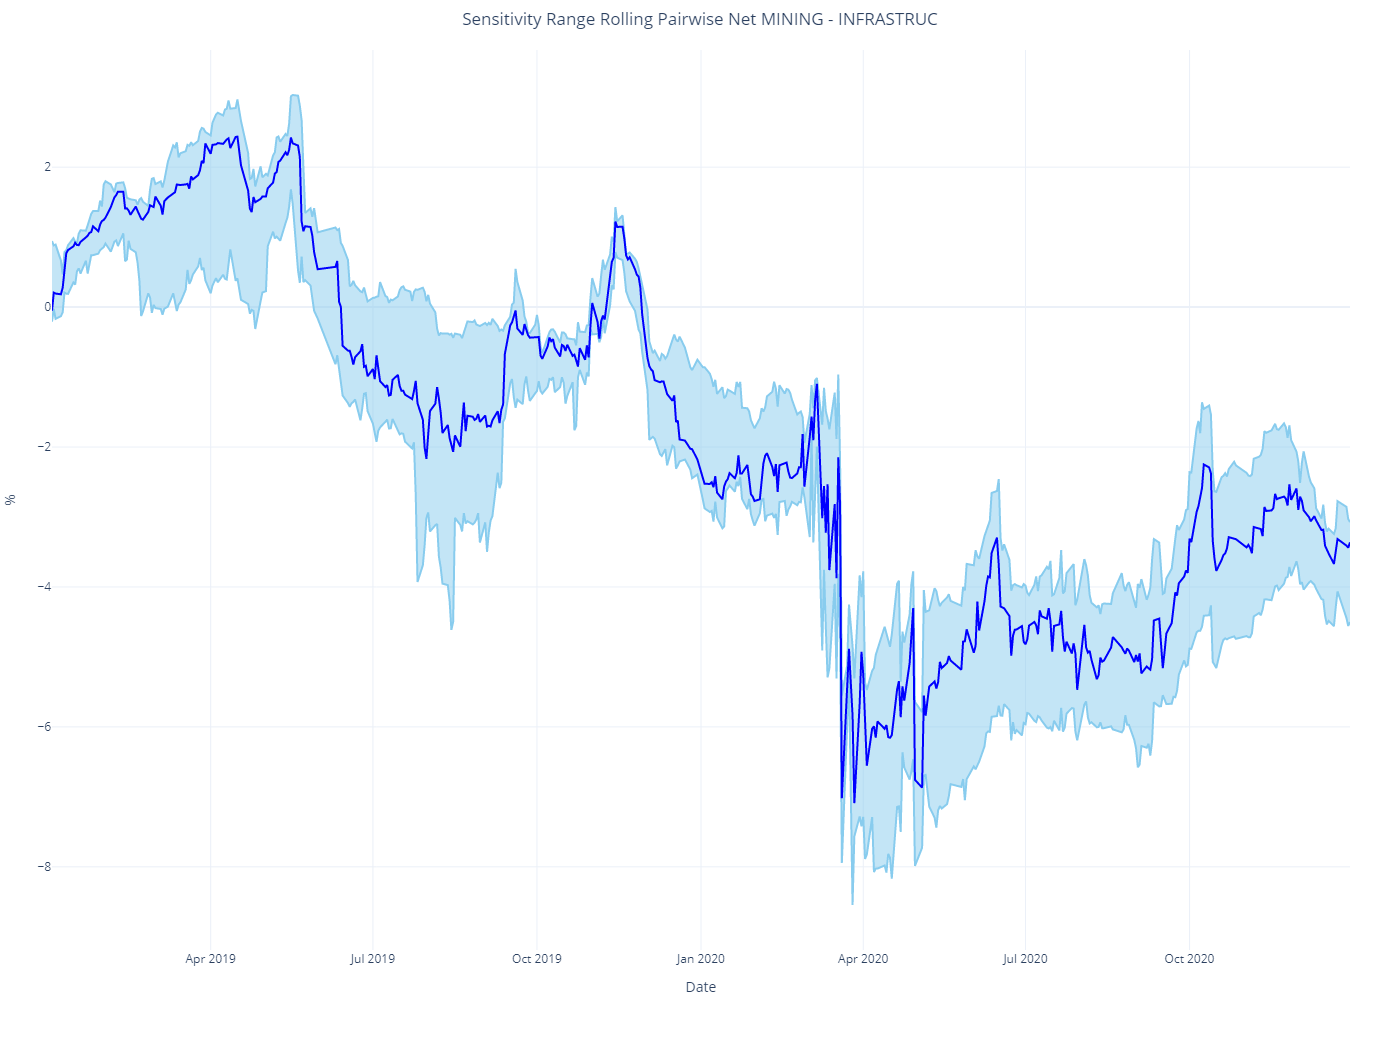 Sensitivity Range Rolling Pairwise Net MINING - INFRASTRUC
2
0
−2
−4
−6
−8
%
Apr 2019
Jul 2019
Oct 2019
Jan 2020
Apr 2020
Jul 2020
Oct 2020
Date